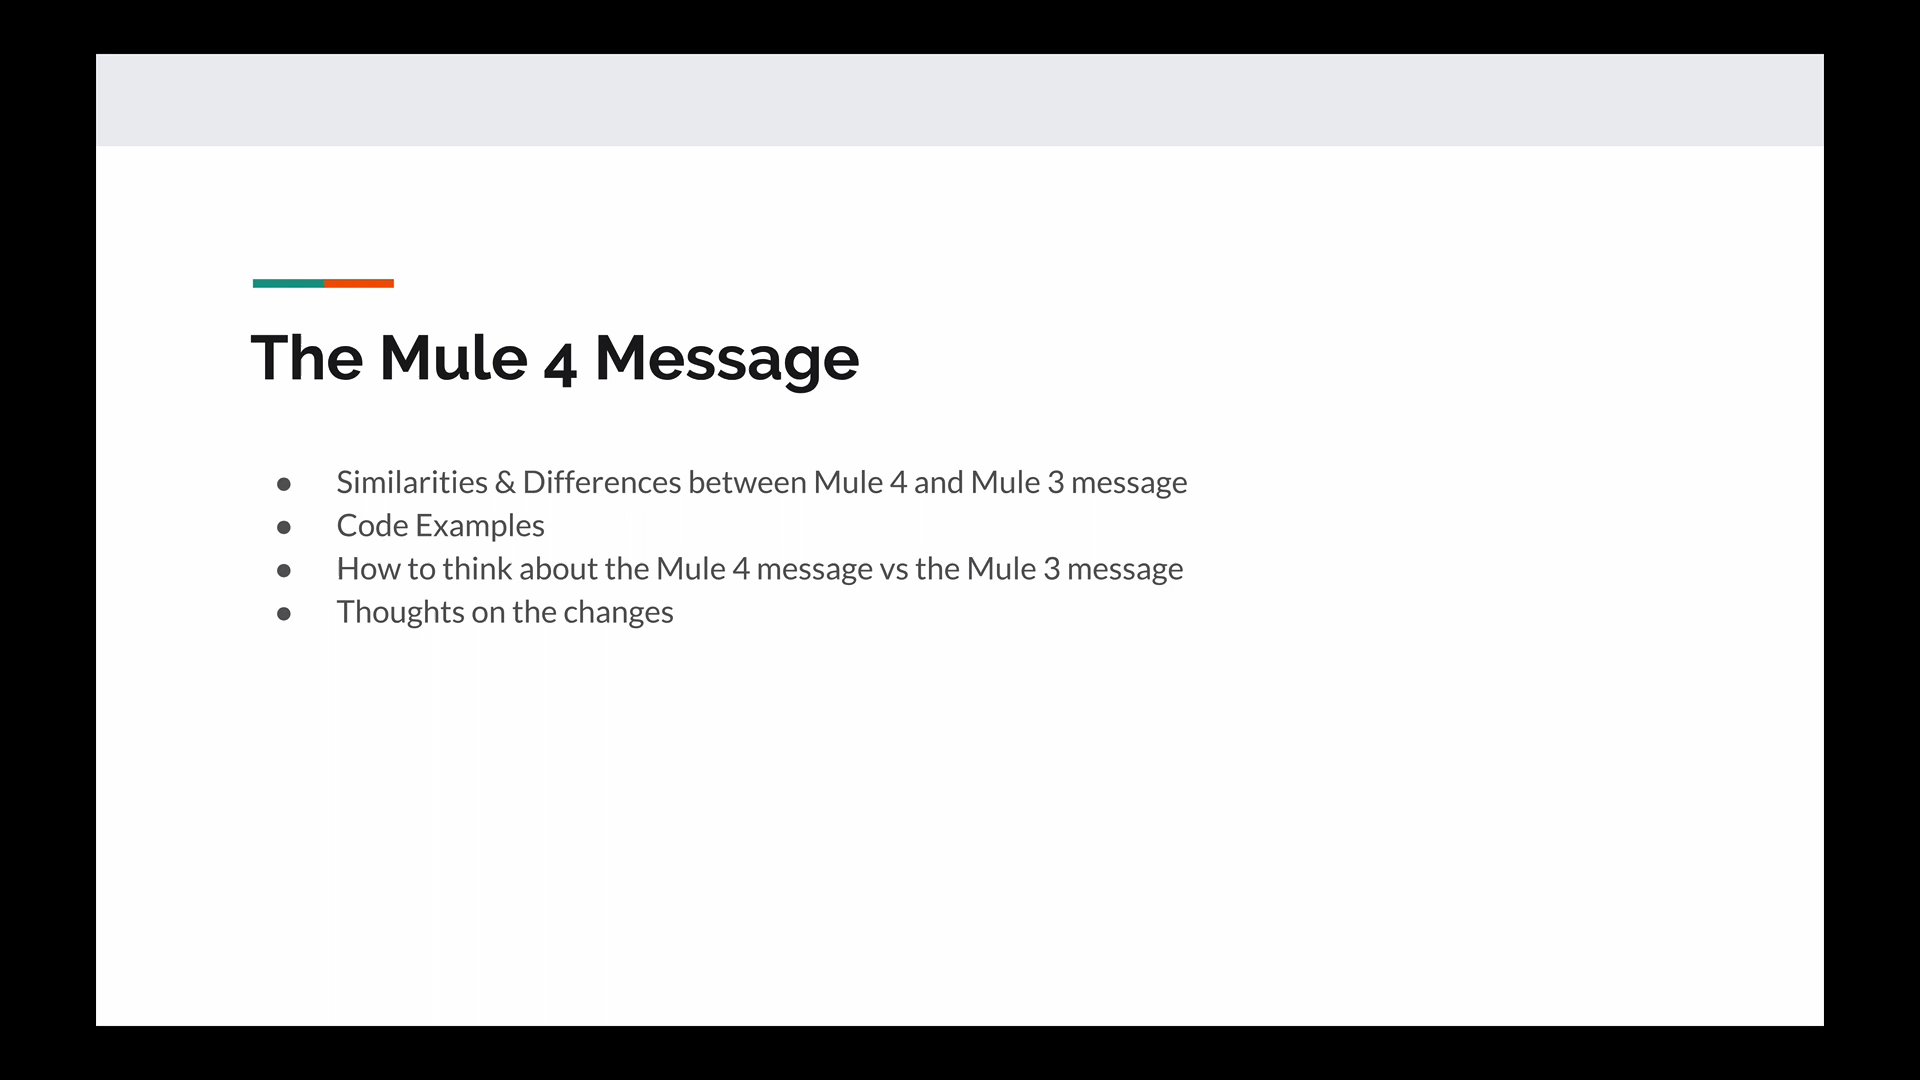 The Mule 4 Message
● Similarities & Differences between Mule 4 and Mule 3 message
● Code Examples
● How to think about the Mule 4 message vs the Mule 3 message
● Thoughts on the changes